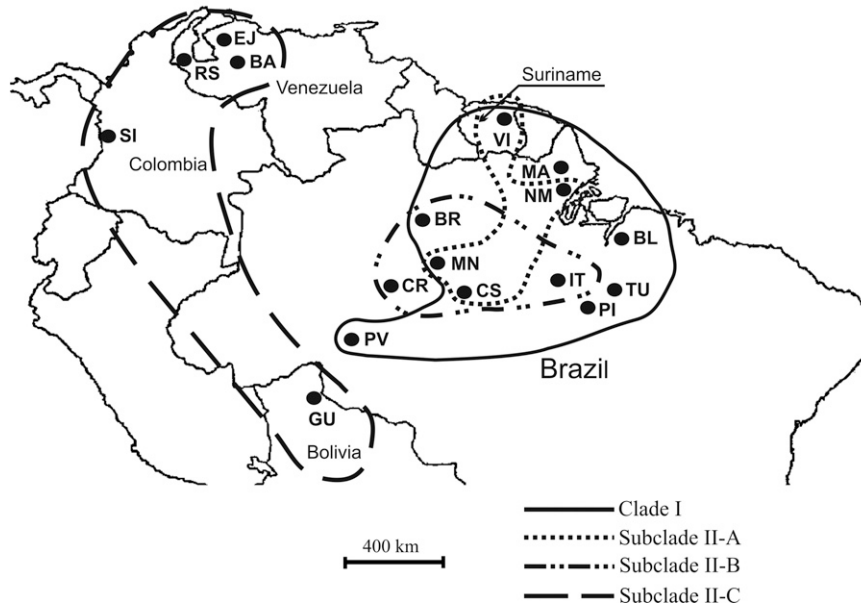 EJ
RS
BA
Venezuela
Suriname
SI
VI
Colombia
MA
NM
BR
BL
MN
CR
CS
IT
TU
PI
PV
Brazil
GU
Bolivia
400 km
Clade I
Subclade II-A
Subclade II-B
Subclade II-C